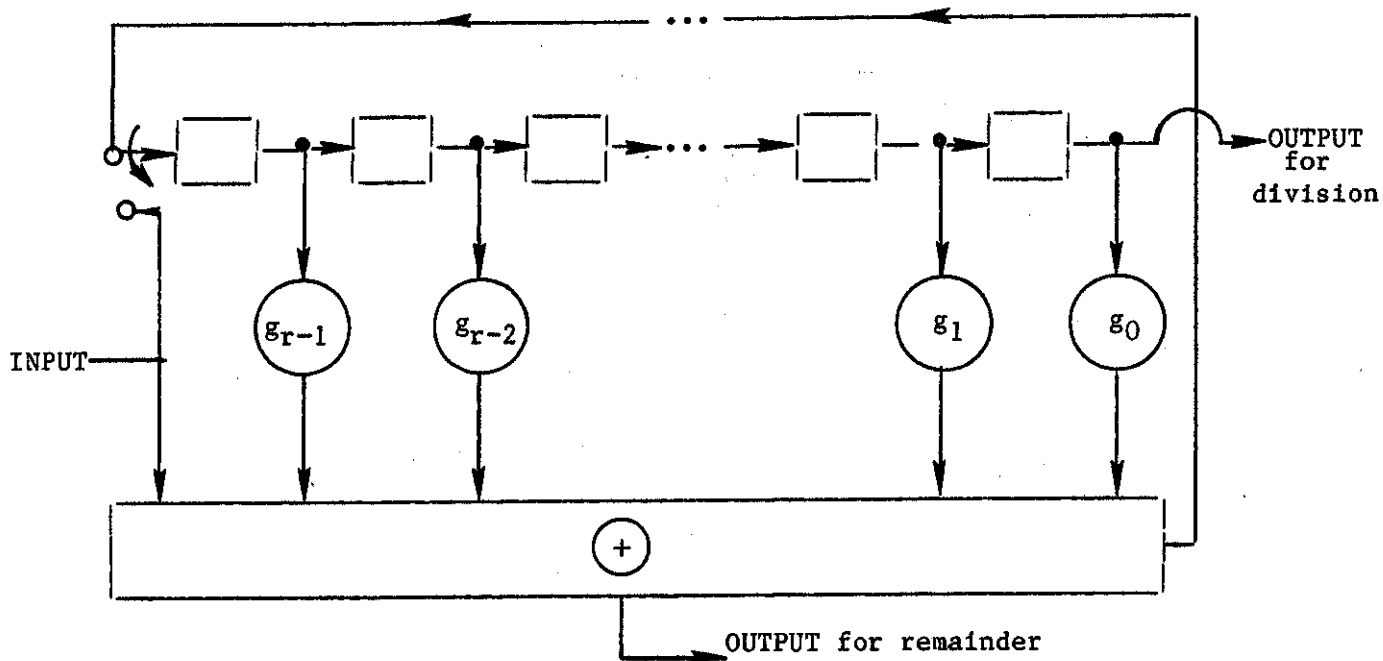 ...
...
OUTPUT
for
division
g_{r-1} g_{r-2} g_1 g_0
INPUT
+
OUTPUT for remainder